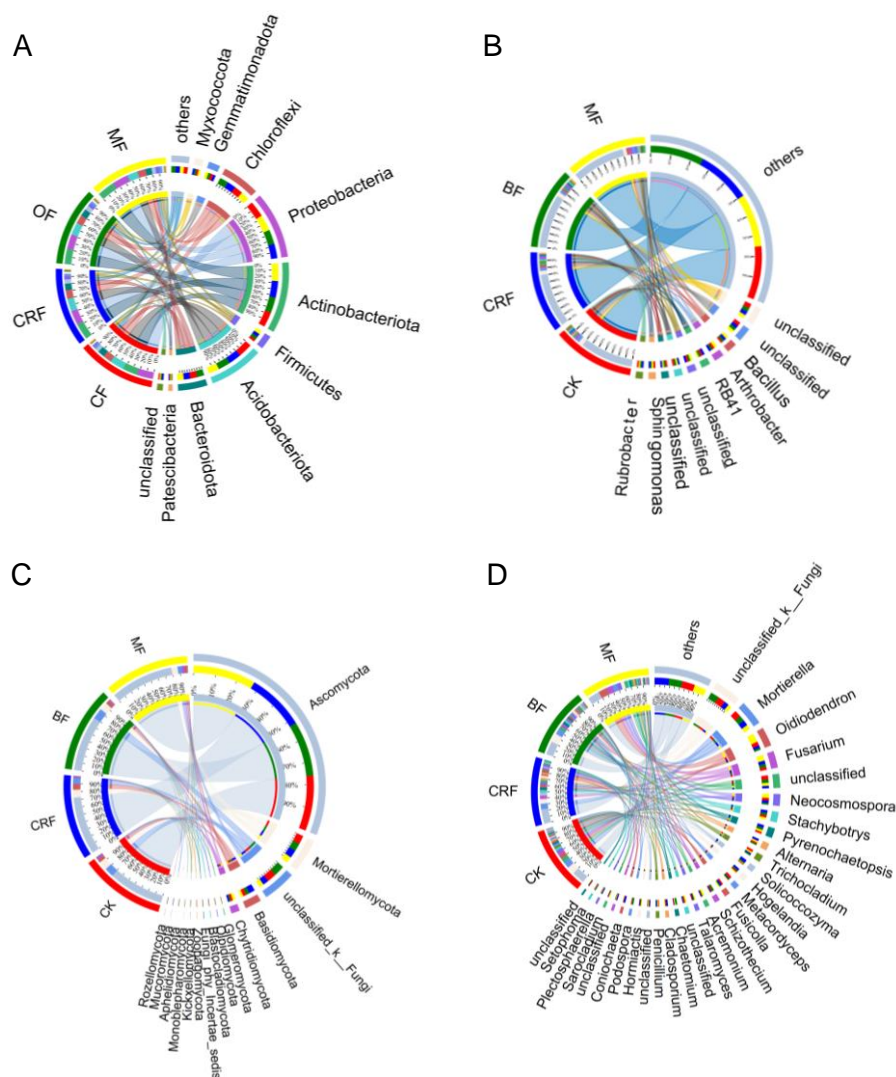 A
MF
others
Myxococcota
Gemmatimonadota
Chloroflexi
Proteobacteria
Actinobacteriota
Firmicutes
Acidobacteriota
Bacteroidota
Patescibacteria
unclassified
CF
CRF
OF
B
MF
others
unclassified
unclassified
Bacillus
Arthrobacter
RB41
unclassified
unclassified
unclassified
Sphingomonas
Rubrobacter
CK
CRF
BF
C
MF
Ascomycota
Mortierellomycota
unclassified_k__Fungi
Basidiomycota
Chytridiomycota
Glomeromycota
Olpidiomycota
Fungi_phy_Incertae_sedis
Kickxellomycota
Monoblepharomycota
Aphelidiomycota
Mucoromycota
Rozellomycota
CK
CRF
BF
D
MF
others
unclassified_k__Fungi
Mortierella
Oidiodendron
Fusarium
unclassified
Neocosmospora
Stachybotrys
Pyrenochaetopsis
Alternaria
Trichocladium
Solicoccozyma
Hogelandia
Metacordyceps
Fusicolla
Schizothecium
Acremonium
Talaromyces
unclassified
Chaetomium
Cladosporium
Penicillium
unclassified
Hormiactis
Podospora
Coniochaeta
unclassified
Sarocladium
Plectosphaerella
Setophoma
unclassified
CK
CRF
BF